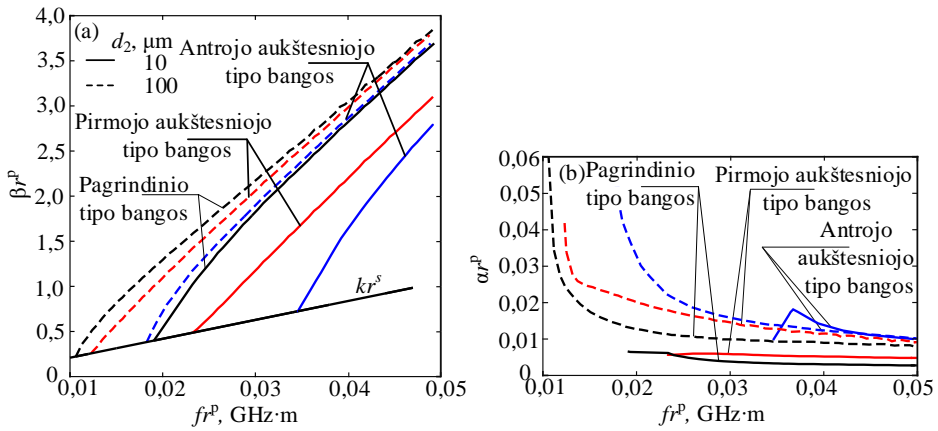 (a)
d₂, µm
10
100
Antrojo aukštesniojo
tipo bangos
Pirmojo aukštesniojo
tipo bangos
Pagrindinio
tipo bangos
krˢ
βrᵖ
4,0
3,5
3,0
2,5
2,0
1,5
1,0
0,5
0
0,01
0,02
0,03
0,04
0,05
frᵖ, GHz·m
(b)
Pagrindinio
tipo bangos
Pirmojo aukštesniojo
tipo bangos
Antrojo
aukštesniojo
tipo bangos
αrᵖ
0,06
0,05
0,04
0,03
0,02
0,01
0
0,01
0,02
0,03
0,04
0,05
frᵖ, GHz·m